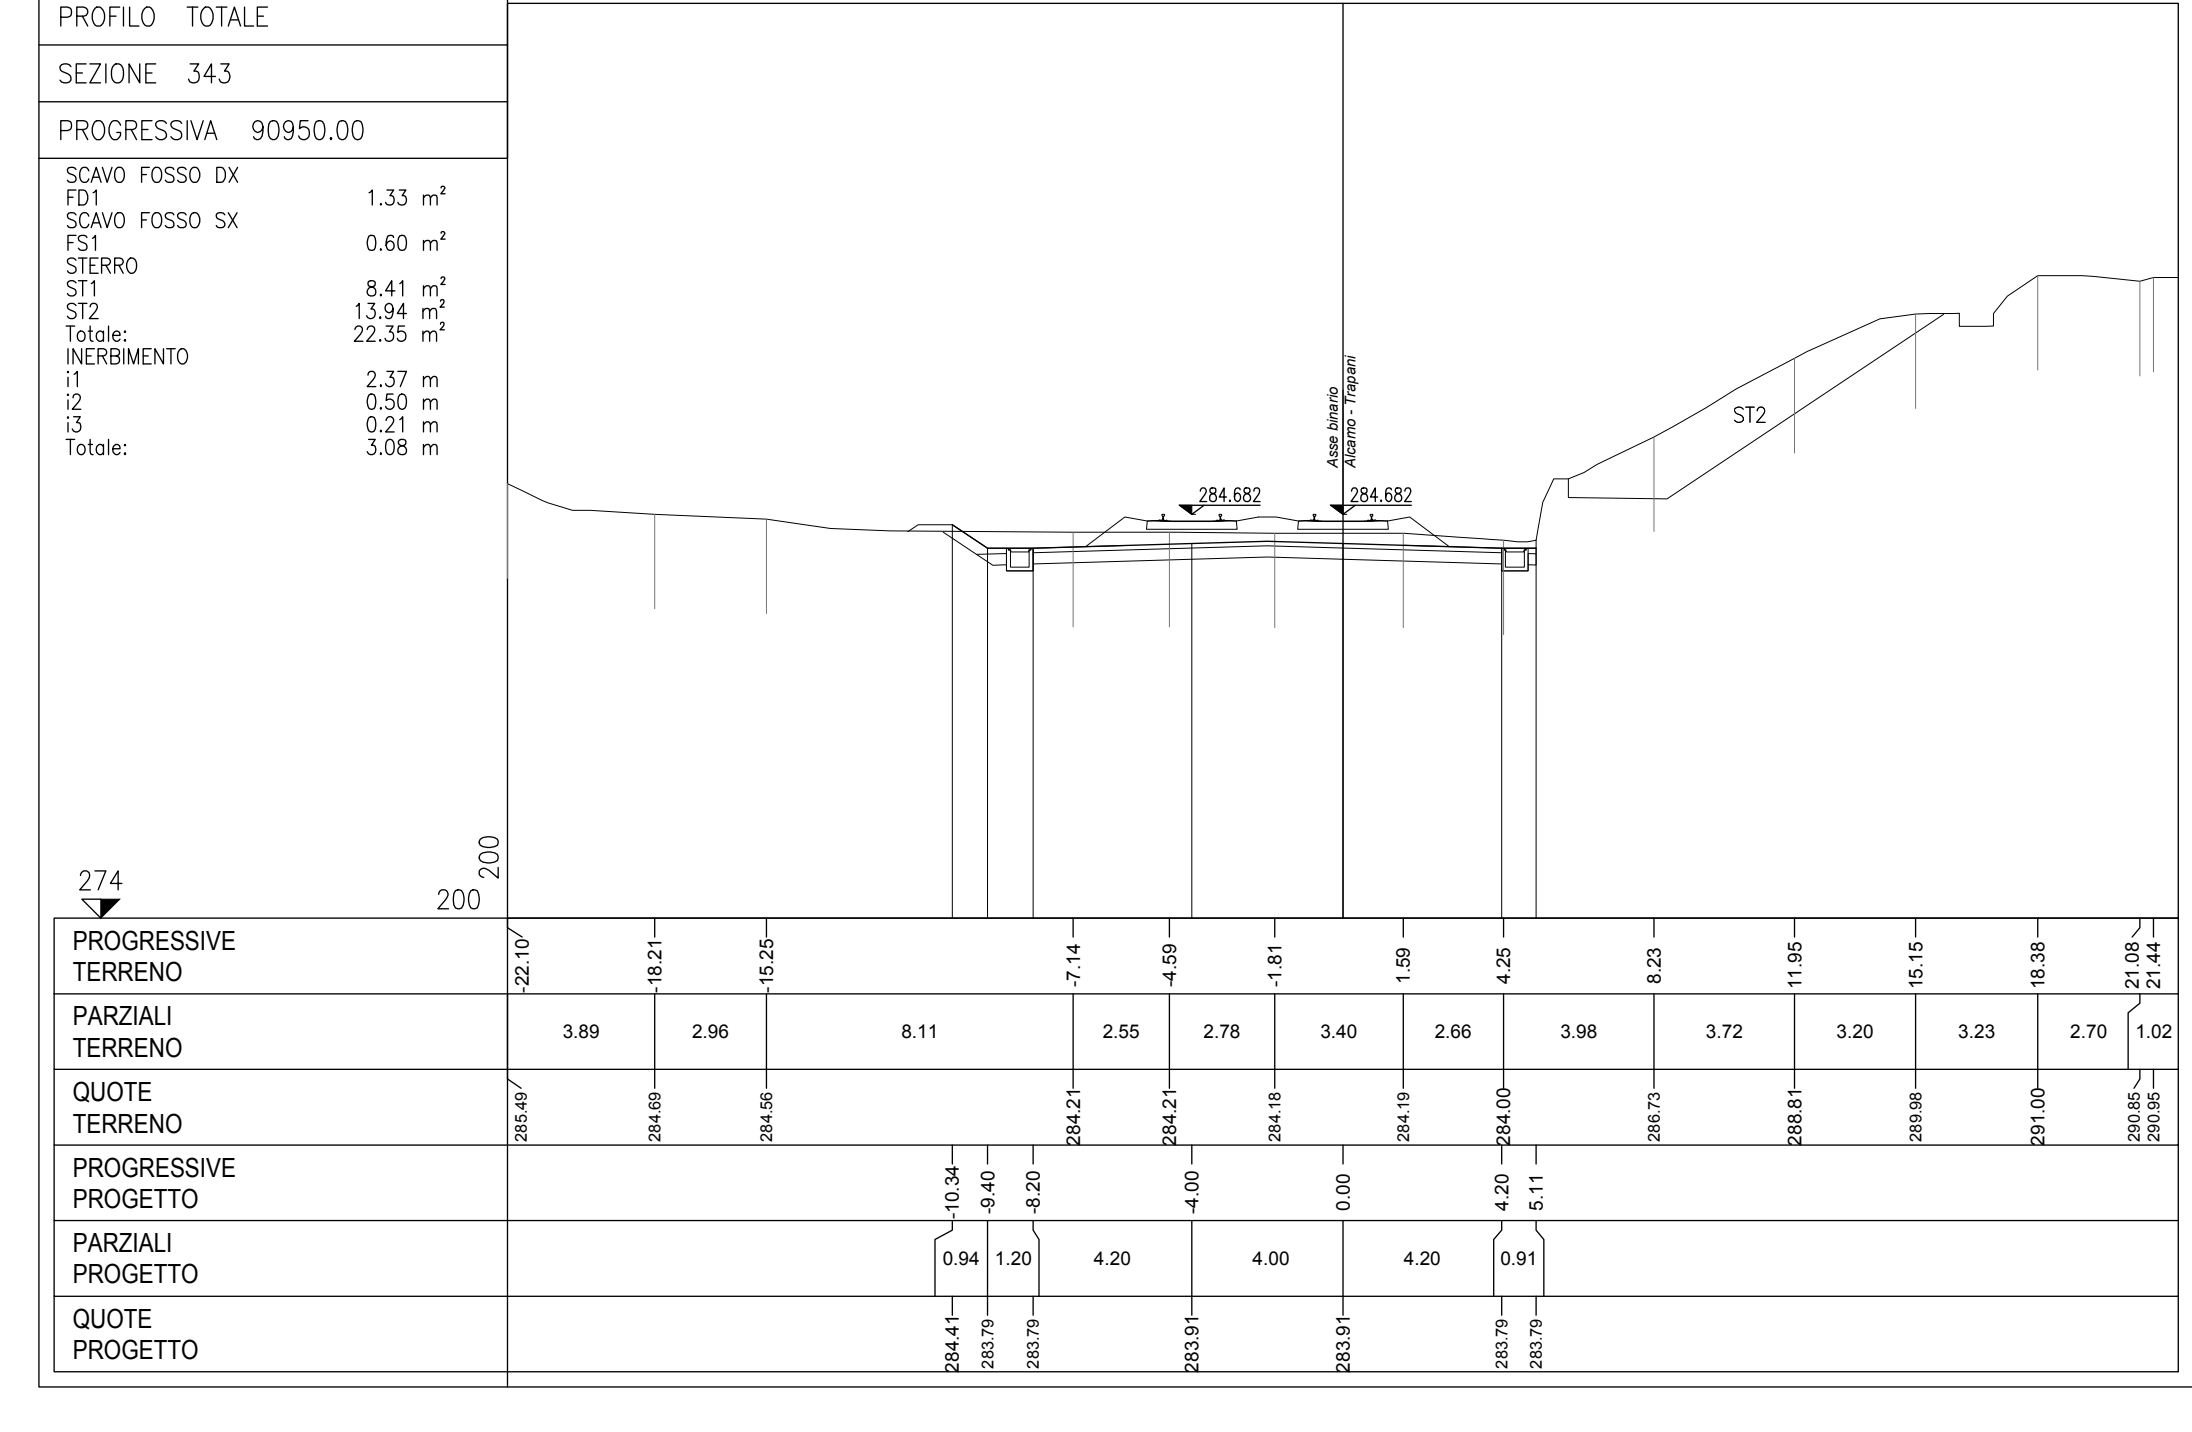 PROFILO TOTALE
SEZIONE 343
PROGRESSIVA 90950.00
SCAVO FOSSO DX
FD1 1.33 m²
SCAVO FOSSO SX
FS1 0.60 m²
STERRO
ST1 8.41 m²
ST2 13.94 m²
Totale: 22.35 m²
INERBIMENTO
i1 2.37 m
i2 0.50 m
i3 0.21 m
Totale: 3.08 m
Asse binario
Alcamo - Trapani
ST2
284.682 284.682
200
274
200
PROGRESSIVE
TERRENO
-22.10 -18.21 -15.25 -7.14 -4.59 -1.81 1.59 4.25 8.23 11.95 15.15 18.38 21.08 21.44
PARZIALI
TERRENO
3.89 2.96 8.11 2.55 2.78 3.40 2.66 3.98 3.72 3.20 3.23 2.70 1.02
QUOTE
TERRENO
285.49 284.69 284.56 284.21 284.21 284.18 284.19 284.00 286.73 288.81 289.98 291.00 290.85 290.95
PROGRESSIVE
PROGETTO
-10.34 -9.40 -8.20 -4.00 0.00 4.20 5.11
PARZIALI
PROGETTO
0.94 1.20 4.20 4.00 4.20 0.91
QUOTE
PROGETTO
284.41 283.79 283.79 283.91 283.91 283.79 283.79